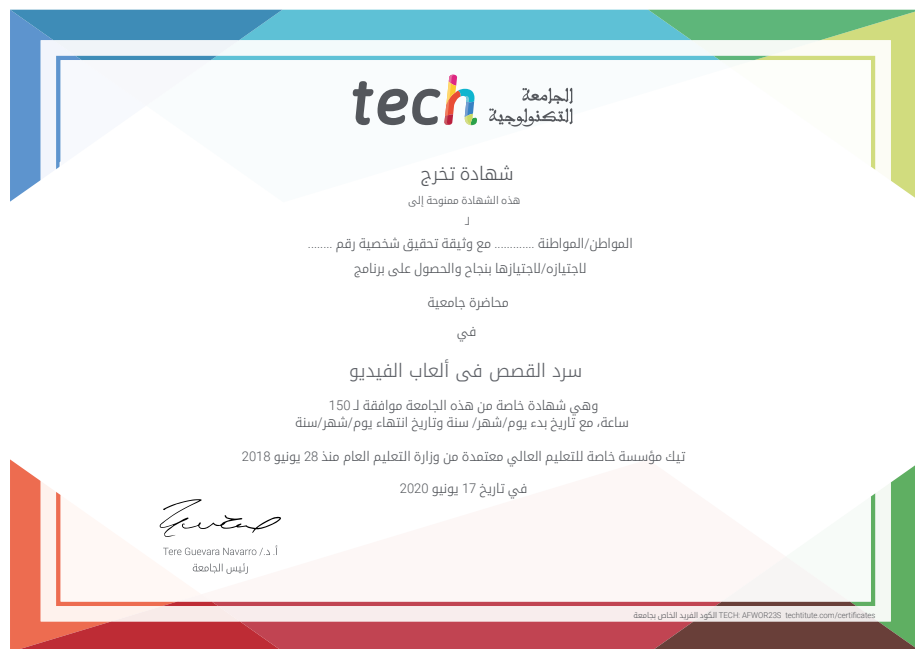 tech الجامعة
التكنولوجية
شهادة تخرج
هذه الشهادة ممنوحة إلى
لـ
المواطن/المواطنة ............ مع وثيقة تحقيق شخصية رقم ........
لاجتيازه/لاجتيازها بنجاح والحصول على برنامج
محاضرة جامعية
في
سرد القصص فى ألعاب الفيديو
وهي شهادة خاصة من هذه الجامعة موافقة لـ 150
ساعة، مع تاريخ بدء يوم/شهر/ سنة وتاريخ انتهاء يوم/شهر/سنة
تيك مؤسسة خاصة للتعليم العالي معتمدة من وزارة التعليم العام منذ 28 يونيو 2018
في تاريخ 17 يونيو 2020
أ. د./ Tere Guevara Navarro
رئيس الجامعة
الكود الفريد الخاص بجامعة TECH: AFWOR23S techtitute.com/certificates